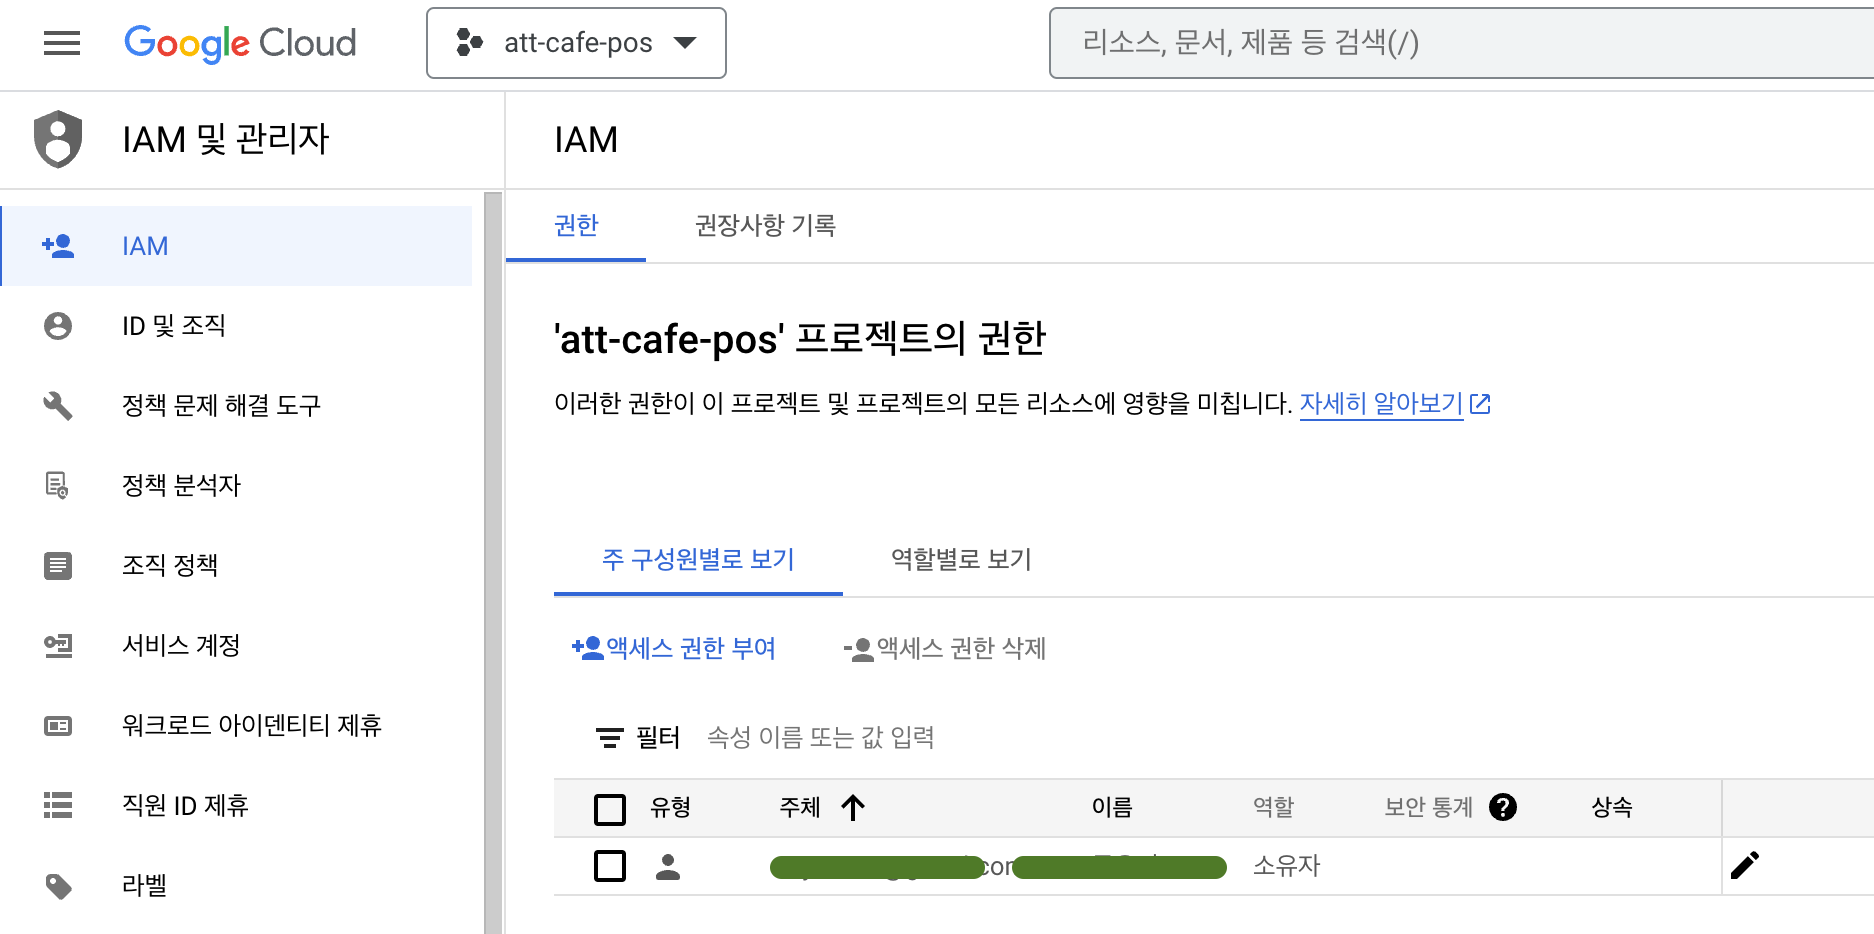 Google Cloud
att-cafe-pos
리소스, 문서, 제품 등 검색(/)
IAM 및 관리자
IAM
ID 및 조직
정책 문제 해결 도구
정책 분석자
조직 정책
서비스 계정
워크로드 아이덴티티 제휴
직원 ID 제휴
라벨
IAM
권한 권장사항 기록
'att-cafe-pos' 프로젝트의 권한
이러한 권한이 이 프로젝트 및 프로젝트의 모든 리소스에 영향을 미칩니다. 자세히 알아보기
주 구성원별로 보기 역할별로 보기
액세스 권한 부여 액세스 권한 삭제
필터 속성 이름 또는 값 입력
유형 주체 이름 역할 보안 통계 상속
소유자